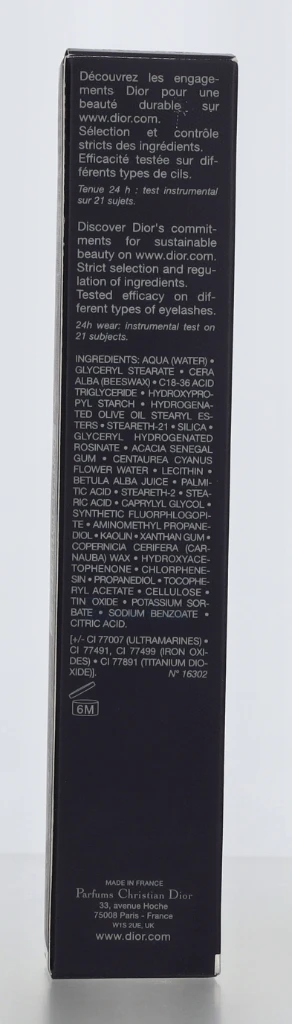 Découvrez les engage-
ments Dior pour une
beauté durable sur
www.dior.com.
Sélection et contrôle
stricts des ingrédients.
Efficacité testée sur dif-
férents types de cils.
Tenue 24 h : test instrumental
sur 21 sujets.
Discover Dior's commit-
ments for sustainable
beauty on www.dior.com.
Strict selection and regu-
lation of ingredients.
Tested efficacy on dif-
ferent types of eyelashes.
24h wear: instrumental test on
21 subjects.
INGREDIENTS: AQUA (WATER) •
GLYCERYL STEARATE • CERA
ALBA (BEESWAX) • C18-36 ACID
TRIGLYCERIDE • HYDROXYPRO-
PYL STARCH • HYDROGENA-
TED OLIVE OIL STEARYL ES-
TERS • STEARETH-21 • SILICA •
GLYCERYL HYDROGENATED
ROSINATE • ACACIA SENEGAL
GUM • CENTAUREA CYANUS
FLOWER WATER • LECITHIN •
BETULA ALBA JUICE • PALMI-
TIC ACID • STEARETH-2 • STEA-
RIC ACID • CAPRYLYL GLYCOL •
SYNTHETIC FLUORPHLOGOPI-
TE • AMINOMETHYL PROPANE-
DIOL • KAOLIN • XANTHAN GUM •
COPERNICIA CERIFERA (CAR-
NAUBA) WAX • HYDROXYACE-
TOPHENONE • CHLORPHENE-
SIN • PROPANEDIOL • TOCOPHE-
RYL ACETATE • CELLULOSE •
TIN OXIDE • POTASSIUM SOR-
BATE • SODIUM BENZOATE •
CITRIC ACID.
[+/- CI 77007 (ULTRAMARINES) •
CI 77491, CI 77499 (IRON OXI-
DES) • CI 77891 (TITANIUM DIO-
XIDE)]. N° 16302
6M
MADE IN FRANCE
Parfums Christian Dior
33, avenue Hoche
75008 Paris - France
W1S 2UE, UK
www.dior.com